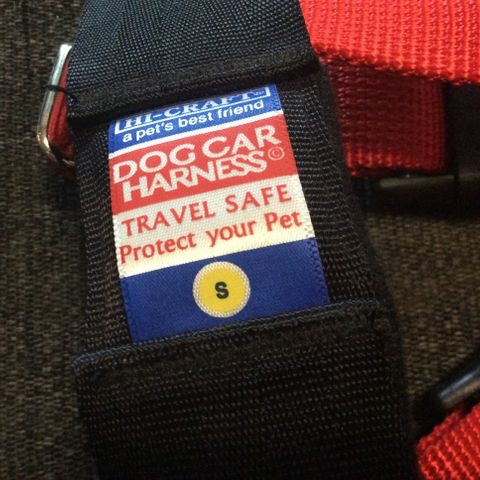 HI-CRAFT
a pet's best friend
DOG CAR
HARNESS©
TRAVEL SAFE
Protect your Pet
S